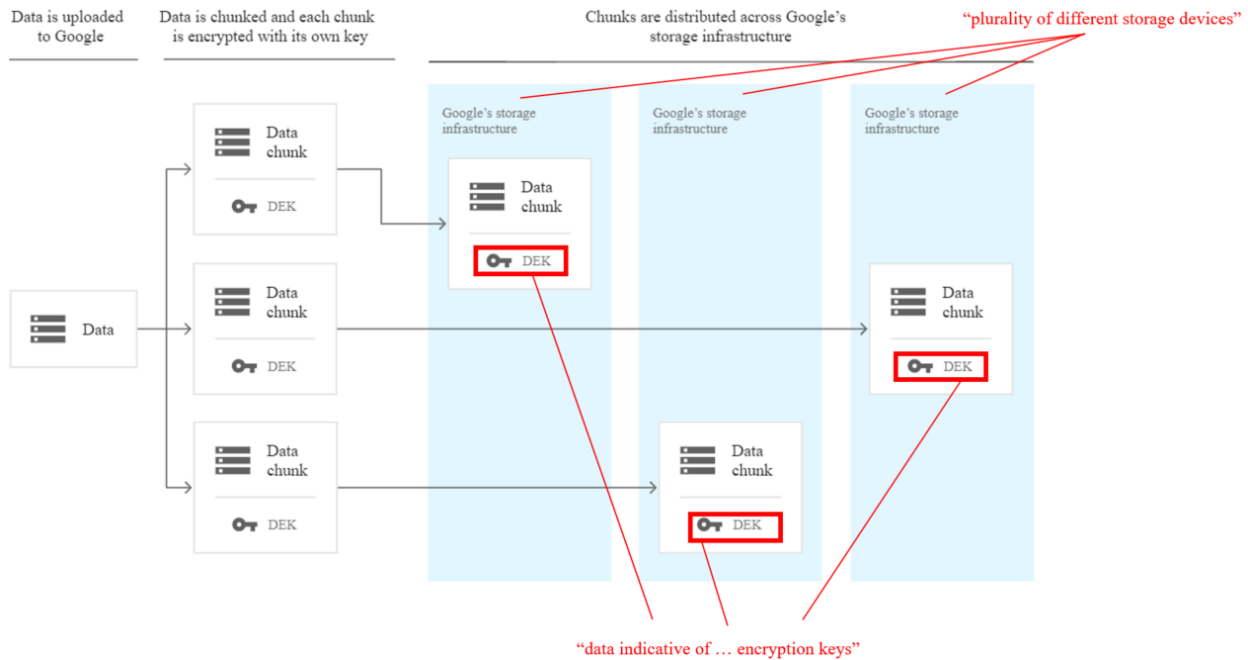 Data is uploaded
to Google
Data is chunked and each chunk
is encrypted with its own key
Chunks are distributed across Google’s
storage infrastructure
“plurality of different storage devices”
Google’s storage
infrastructure
Google’s storage
infrastructure
Google’s storage
infrastructure
Data
chunk
DEK
Data
chunk
DEK
Data
Data
chunk
DEK
Data
chunk
DEK
Data
chunk
DEK
Data
chunk
DEK
“data indicative of … encryption keys”